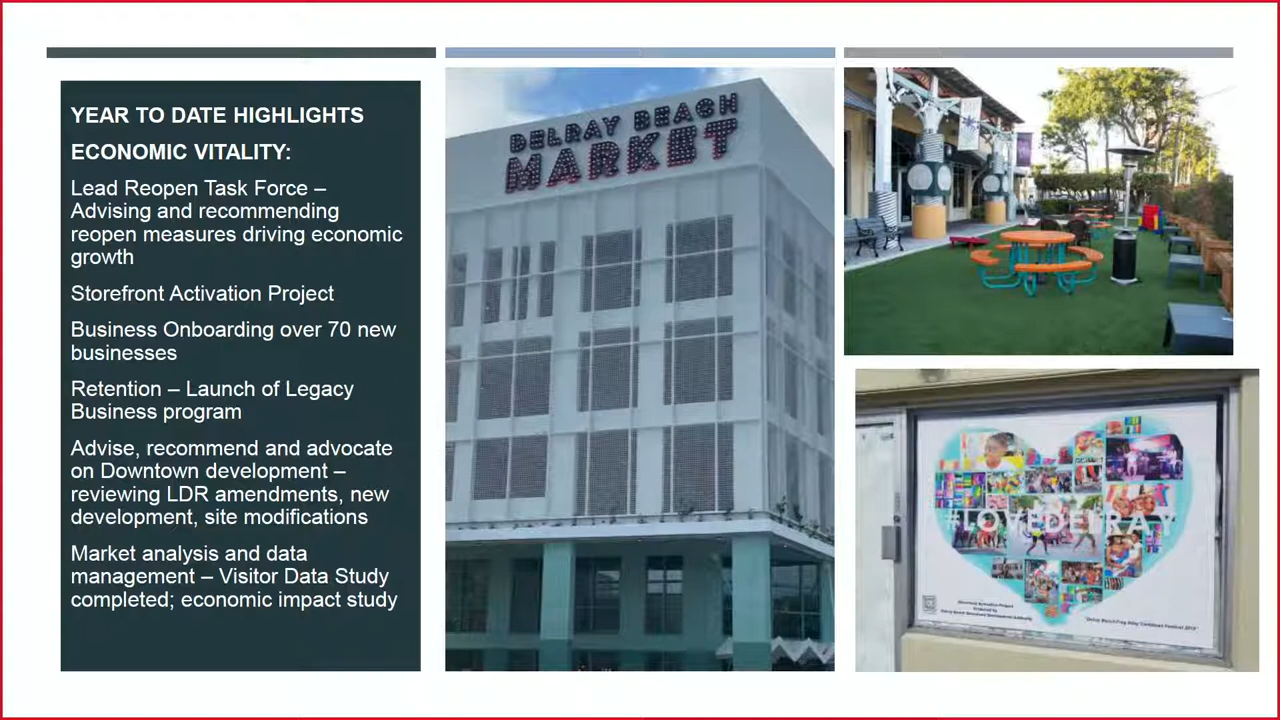 YEAR TO DATE HIGHLIGHTS
ECONOMIC VITALITY:
Lead Reopen Task Force –
Advising and recommending
reopen measures driving economic
growth
Storefront Activation Project
Business Onboarding over 70 new
businesses
Retention – Launch of Legacy
Business program
Advise, recommend and advocate
on Downtown development –
reviewing LDR amendments, new
development, site modifications
Market analysis and data
management – Visitor Data Study
completed; economic impact study
DELRAY BEACH
MARKET
#LOVEDELRAY
Storefront Activation Project